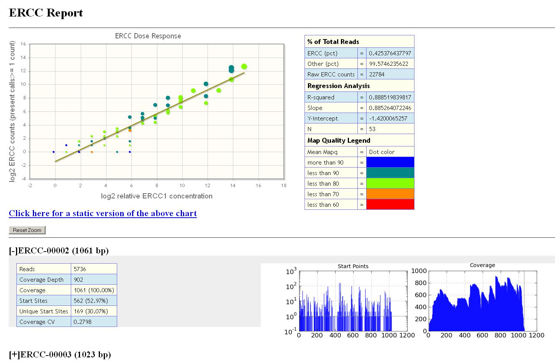 ERCC Report
ERCC Dose Response
log2 ERCC counts (present calls >= 1 count)
16
14
12
10
8
6
4
2
0
-2
-4
-2 0 2 4 6 8 10 12 14 16 18
log2 relative ERCC1 concentration
% of Total Reads
ERCC (pct) = 0.425376437797
Other (pct) = 99.5746235622
Raw ERCC counts = 22784
Regression Analysis
R-squared = 0.888519839817
Slope = 0.885264072246
Y-Intercept = -1.4200065257
N = 53
Map Quality Legend
Mean Mapq = Dot color
more than 90 =
less than 90 =
less than 80 =
less than 70 =
less than 60 =
Click here for a static version of the above chart
Reset Zoom
[-]ERCC-00002 (1061 bp)
Reads 5736
Coverage Depth 902
Coverage 1061 (100.00%)
Start Sites 562 (52.97%)
Unique Start Sites 169 (30.07%)
Coverage CV 0.2798
Start Points
10^3
10^2
10^1
10^0
10^-1
0 200 400 600 800 1000 1200 1400
Coverage
1000
800
600
400
200
0
0 200 400 600 800 1000 1200 1400
[+]ERCC-00003 (1023 bp)